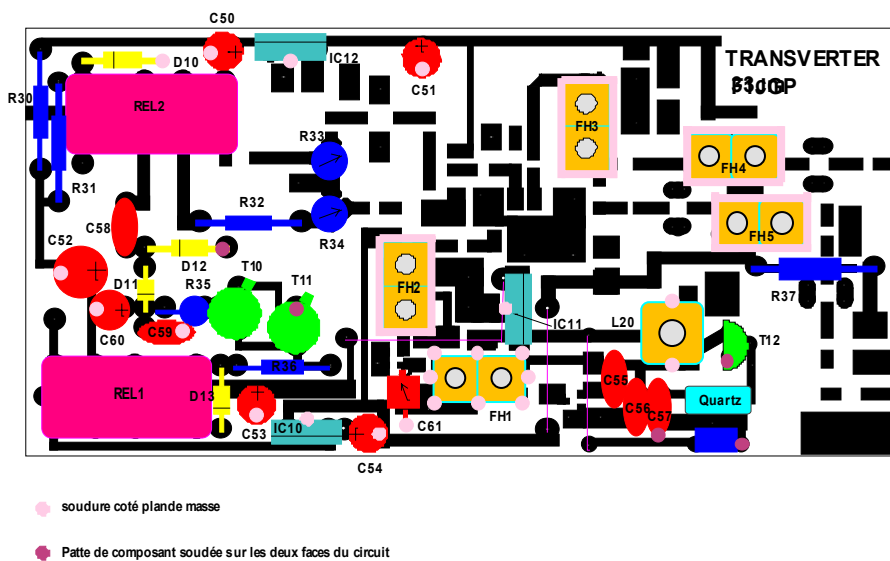 C50
D10
IC12
TRANSVERTER
R30
REL2
C51
FH3
R33
FH4
R31
R32
C58
R34
FH5
C52
D12
T10
T11
D11
R35
FH2
R37
C60
C59
IC11
L20
T12
R36
REL1
D13
C55
C56
C57
Quartz
C53
IC10
C61
FH1
C54
soudure coté plande masse
Patte de composant soudée sur les deux faces du circuit